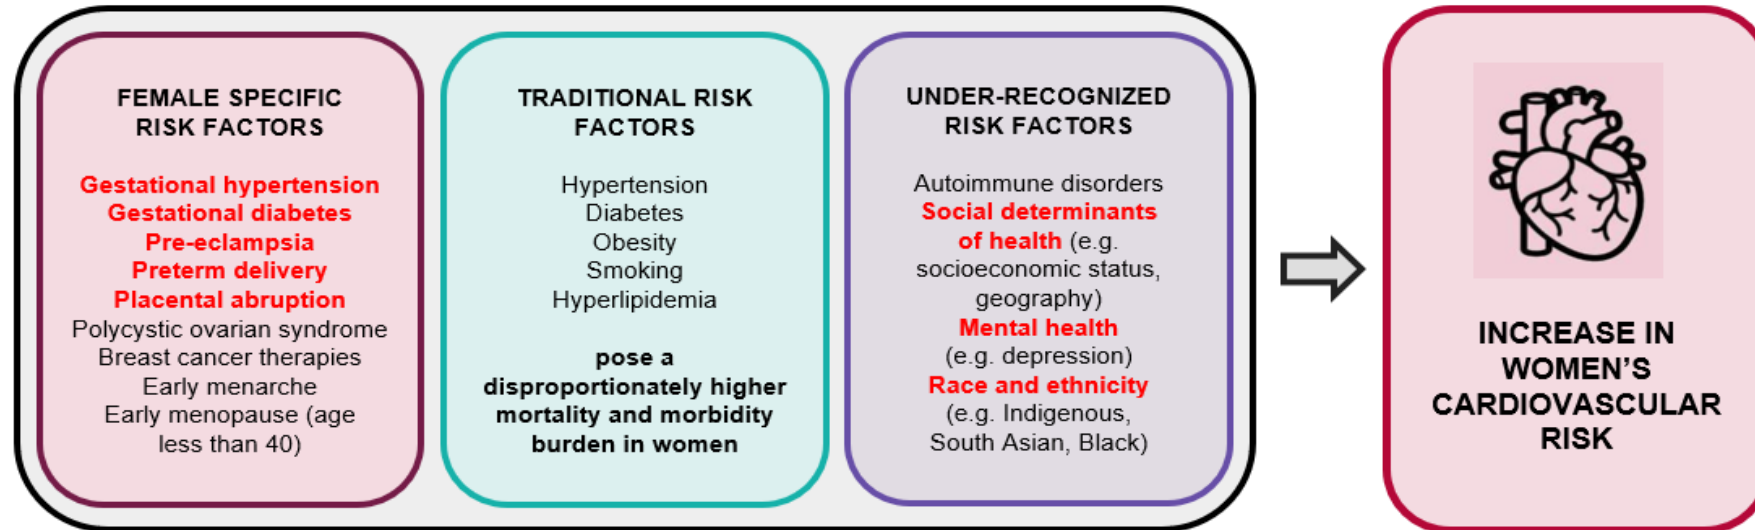 FEMALE SPECIFIC
RISK FACTORS
Gestational hypertension
Gestational diabetes
Pre-eclampsia
Preterm delivery
Placental abruption
Polycystic ovarian syndrome
Breast cancer therapies
Early menarche
Early menopause (age
less than 40)
TRADITIONAL RISK
FACTORS
Hypertension
Diabetes
Obesity
Smoking
Hyperlipidemia
pose a
disproportionately higher
mortality and morbidity
burden in women
UNDER-RECOGNIZED
RISK FACTORS
Autoimmune disorders
Social determinants
of health (e.g.
socioeconomic status,
geography)
Mental health
(e.g. depression)
Race and ethnicity
(e.g. Indigenous,
South Asian, Black)
INCREASE IN
WOMEN’S
CARDIOVASCULAR
RISK